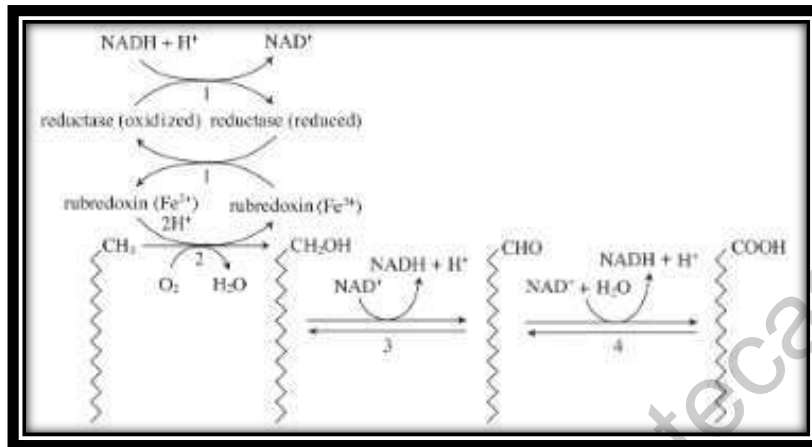 NADH + H⁺ NAD⁺
1
reductase (oxidized) reductase (reduced)
1
rubredoxin (Fe²⁺) rubredoxin (Fe³⁺)
2H⁺
CH₃ CH₂OH CHO COOH
2
O₂ H₂O
NADH + H⁺ NADH + H⁺
NAD⁺ NAD⁺ + H₂O
3 4